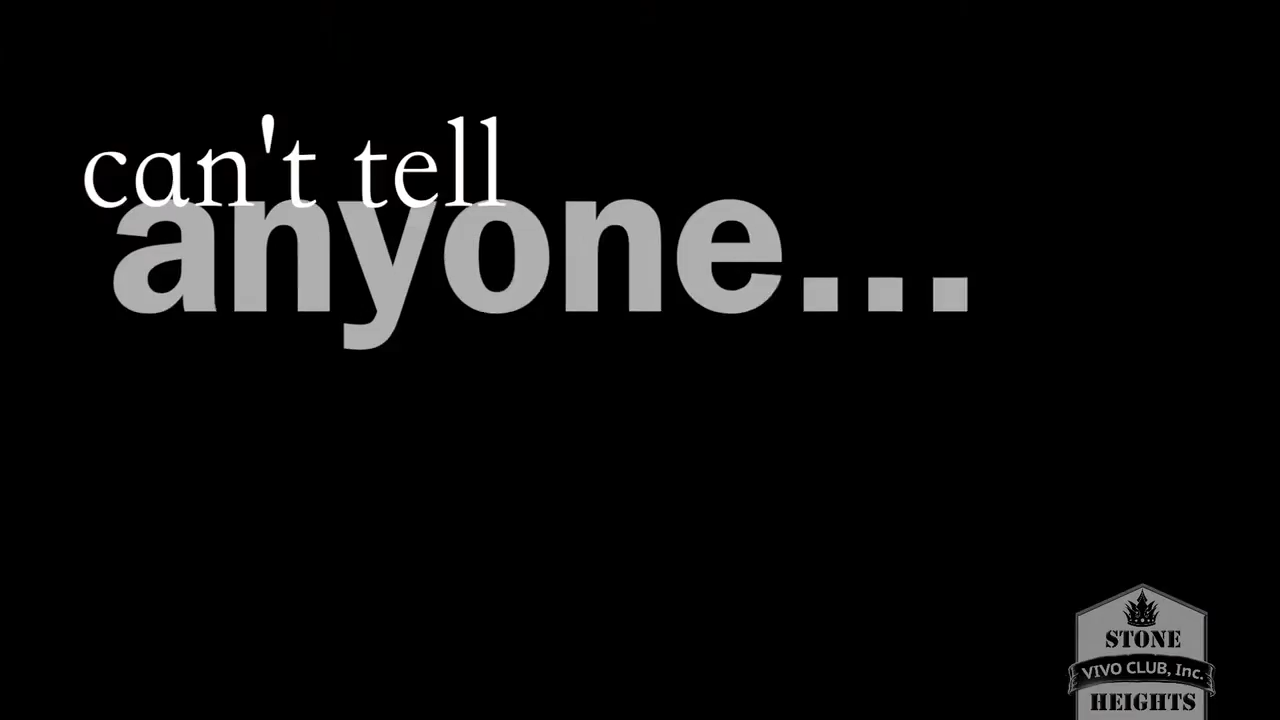 can't tell
anyone...
STONE
VIVO CLUB, Inc.
HEIGHTS